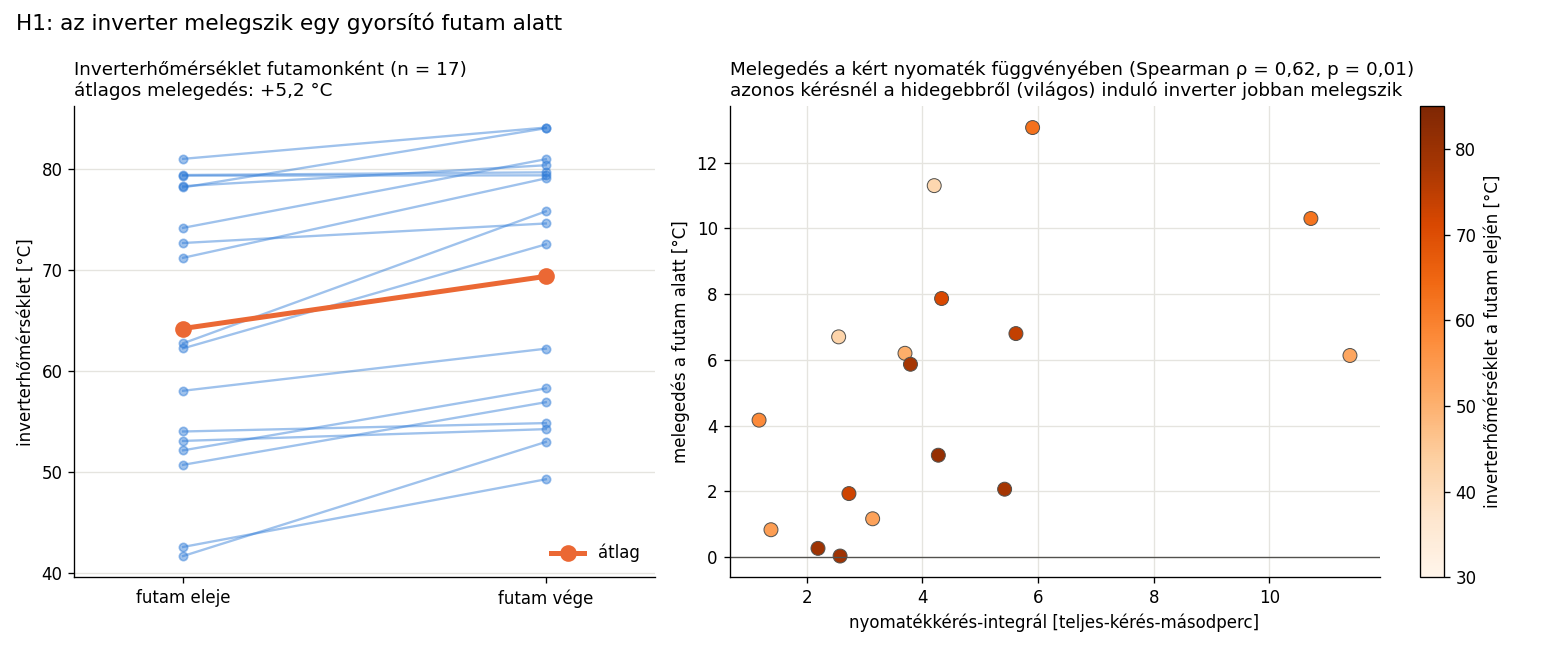 H1: az inverter melegszik egy gyorsító futam alatt
Inverterhőmérséklet futamonként (n = 17)
átlagos melegedés: +5,2 °C
inverterhőmérséklet [°C]
80
70
60
50
40
futam eleje
futam vége
átlag
Melegedés a kért nyomaték függvényében (Spearman ρ = 0,62, p = 0,01)
azonos kérésnél a hidegebbről (világos) induló inverter jobban melegszik
melegedés a futam alatt [°C]
12
10
8
6
4
2
0
2
4
6
8
10
nyomatékkérés-integrál [teljes-kérés-másodperc]
80
70
60
50
40
30
inverterhőmérséklet a futam elején [°C]